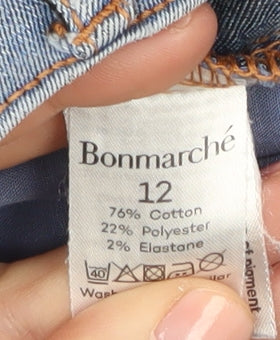 Bonmarché
12
76% Cotton
22% Polyester
2% Elastane
40